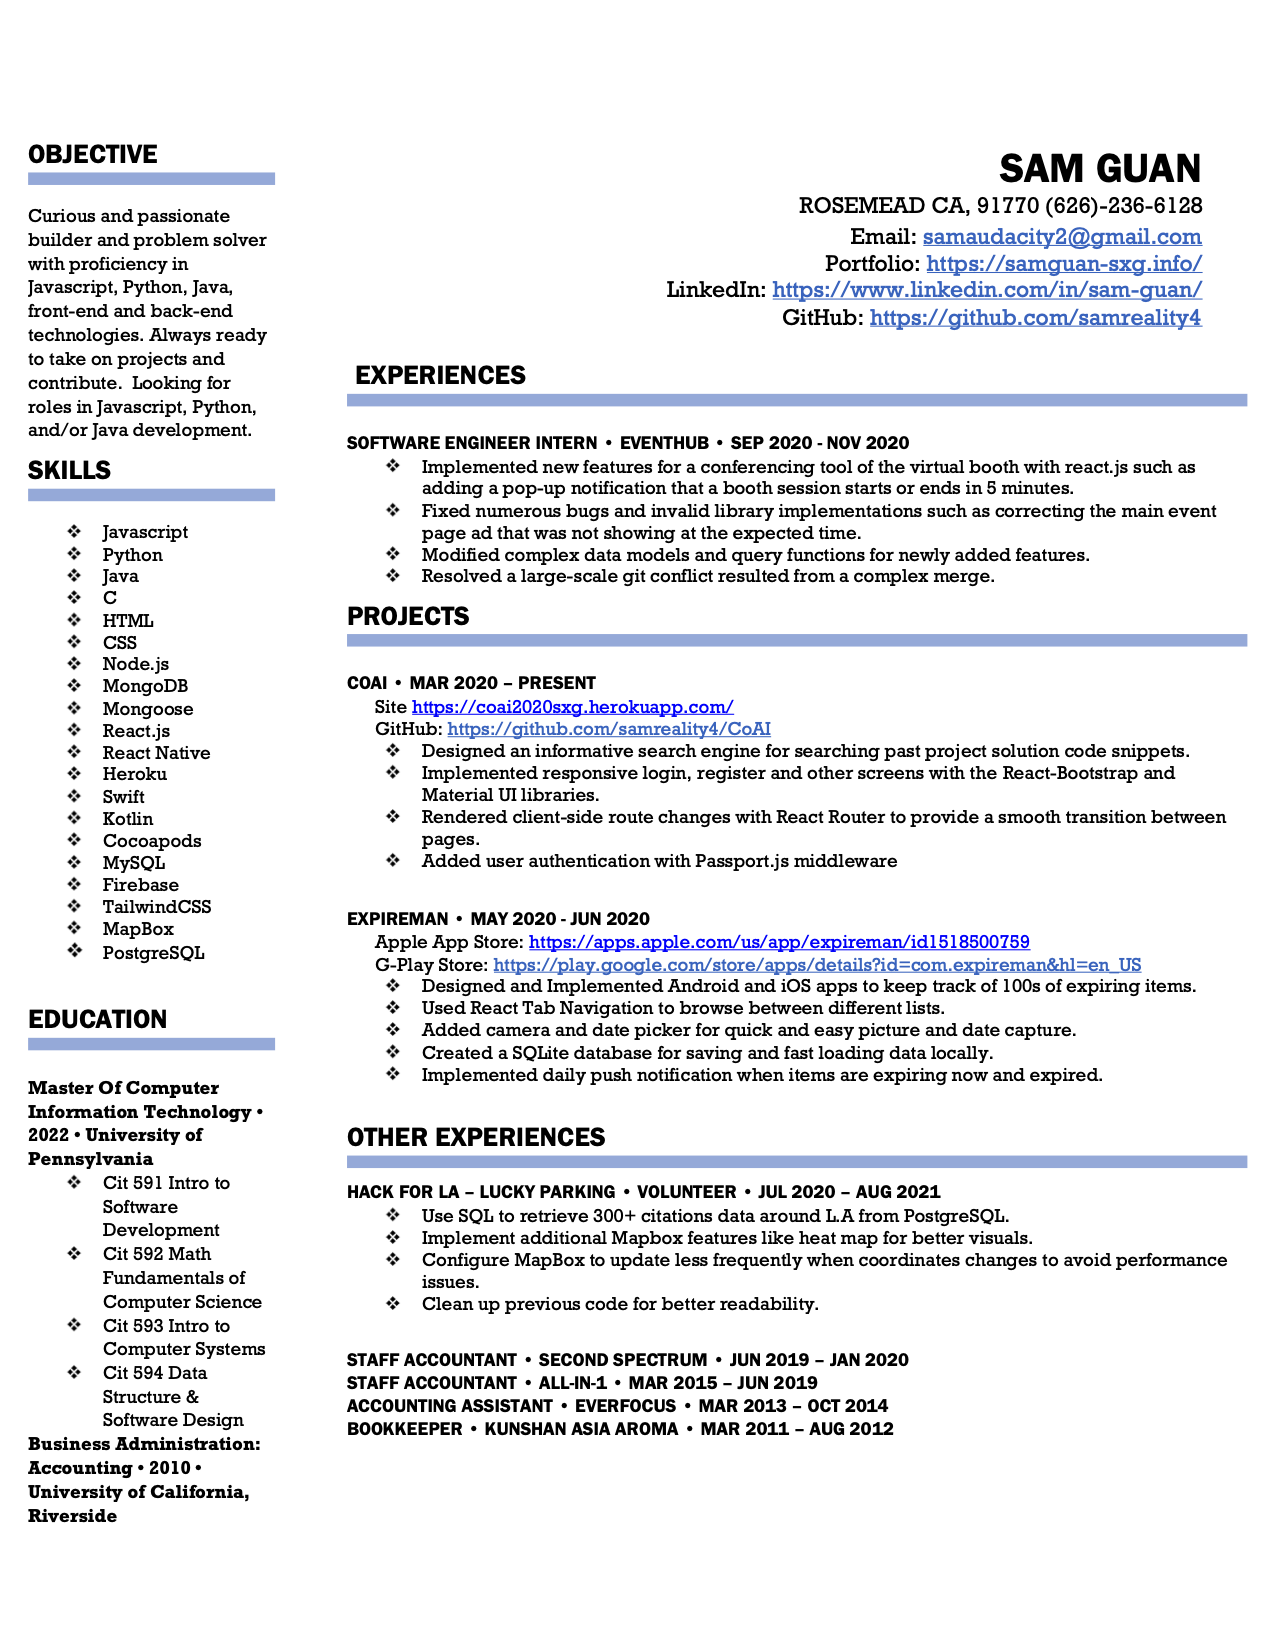 OBJECTIVE
Curious and passionate
builder and problem solver
with proficiency in
Javascript, Python, Java,
front-end and back-end
technologies. Always ready
to take on projects and
contribute.  Looking for
roles in Javascript, Python,
and/or Java development.
SKILLS
❖ Javascript
❖ Python
❖ Java
❖ C
❖ HTML
❖ CSS
❖ Node.js
❖ MongoDB
❖ Mongoose
❖ React.js
❖ React Native
❖ Heroku
❖ Swift
❖ Kotlin
❖ Cocoapods
❖ MySQL
❖ Firebase
❖ TailwindCSS
❖ MapBox
❖ PostgreSQL
EDUCATION
Master Of Computer
Information Technology •
2022 • University of
Pennsylvania
❖ Cit 591 Intro to
Software
Development
❖ Cit 592 Math
Fundamentals of
Computer Science
❖ Cit 593 Intro to
Computer Systems
❖ Cit 594 Data
Structure &
Software Design
Business Administration:
Accounting • 2010 •
University of California,
Riverside
SAM GUAN
ROSEMEAD CA, 91770 (626)-236-6128
Email: samaudacity2@gmail.com
Portfolio: https://samguan-sxg.info/
LinkedIn: https://www.linkedin.com/in/sam-guan/
GitHub: https://github.com/samreality4
EXPERIENCES
SOFTWARE ENGINEER INTERN • EVENTHUB • SEP 2020 - NOV 2020
❖ Implemented new features for a conferencing tool of the virtual booth with react.js such as
adding a pop-up notification that a booth session starts or ends in 5 minutes.
❖ Fixed numerous bugs and invalid library implementations such as correcting the main event
page ad that was not showing at the expected time.
❖ Modified complex data models and query functions for newly added features.
❖ Resolved a large-scale git conflict resulted from a complex merge.
PROJECTS
COAI • MAR 2020 – PRESENT
Site https://coai2020sxg.herokuapp.com/
GitHub: https://github.com/samreality4/CoAI
❖ Designed an informative search engine for searching past project solution code snippets.
❖ Implemented responsive login, register and other screens with the React-Bootstrap and
Material UI libraries.
❖ Rendered client-side route changes with React Router to provide a smooth transition between
pages.
❖ Added user authentication with Passport.js middleware
EXPIREMAN • MAY 2020 - JUN 2020
Apple App Store: https://apps.apple.com/us/app/expireman/id1518500759
G-Play Store: https://play.google.com/store/apps/details?id=com.expireman&hl=en_US
❖ Designed and Implemented Android and iOS apps to keep track of 100s of expiring items.
❖ Used React Tab Navigation to browse between different lists.
❖ Added camera and date picker for quick and easy picture and date capture.
❖ Created a SQLite database for saving and fast loading data locally.
❖ Implemented daily push notification when items are expiring now and expired.
OTHER EXPERIENCES
HACK FOR LA – LUCKY PARKING • VOLUNTEER • JUL 2020 – AUG 2021
❖ Use SQL to retrieve 300+ citations data around L.A from PostgreSQL.
❖ Implement additional Mapbox features like heat map for better visuals.
❖ Configure MapBox to update less frequently when coordinates changes to avoid performance
issues.
❖ Clean up previous code for better readability.
STAFF ACCOUNTANT • SECOND SPECTRUM • JUN 2019 – JAN 2020
STAFF ACCOUNTANT • ALL-IN-1 • MAR 2015 – JUN 2019
ACCOUNTING ASSISTANT • EVERFOCUS • MAR 2013 – OCT 2014
BOOKKEEPER • KUNSHAN ASIA AROMA • MAR 2011 – AUG 2012